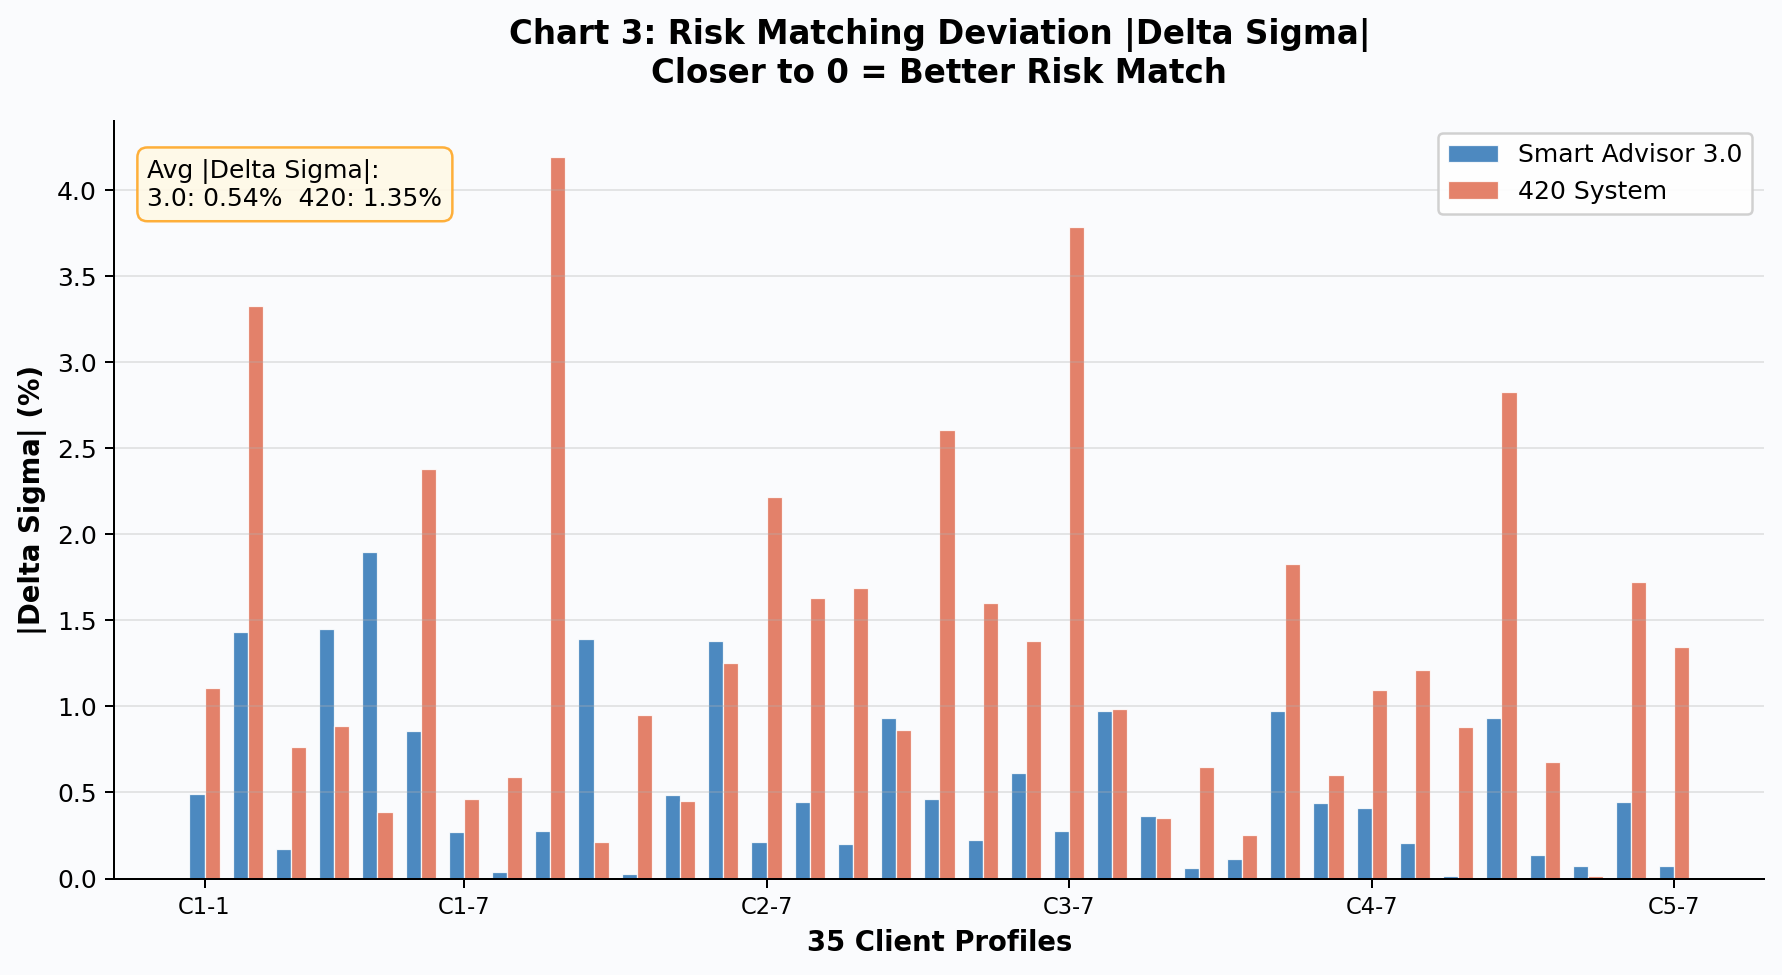 Chart 3: Risk Matching Deviation |Delta Sigma|
Closer to 0 = Better Risk Match
Avg |Delta Sigma|:
3.0: 0.54%  420: 1.35%
Smart Advisor 3.0
420 System
|Delta Sigma| (%)
4.0
3.5
3.0
2.5
2.0
1.5
1.0
0.5
0.0
C1-1
C1-7
C2-7
C3-7
C4-7
C5-7
35 Client Profiles